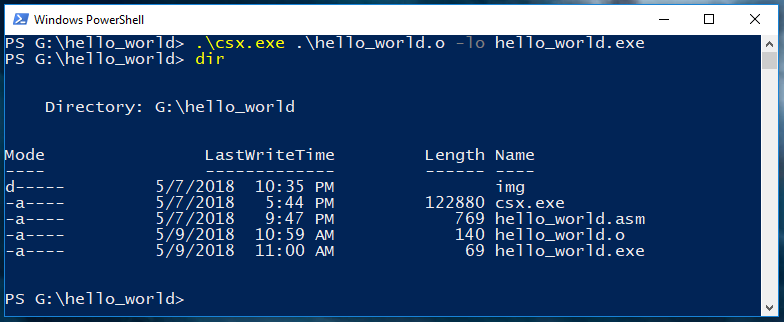 Windows PowerShell
PS G:\hello_world> .\csx.exe .\hello_world.o -lo hello_world.exe
PS G:\hello_world> dir
Directory: G:\hello_world
Mode LastWriteTime Length Name
---- ------------- ------ ----
d----- 5/7/2018 10:35 PM img
-a---- 5/7/2018 5:44 PM 122880 csx.exe
-a---- 5/7/2018 9:47 PM 769 hello_world.asm
-a---- 5/9/2018 10:59 AM 140 hello_world.o
-a---- 5/9/2018 11:00 AM 69 hello_world.exe
PS G:\hello_world>